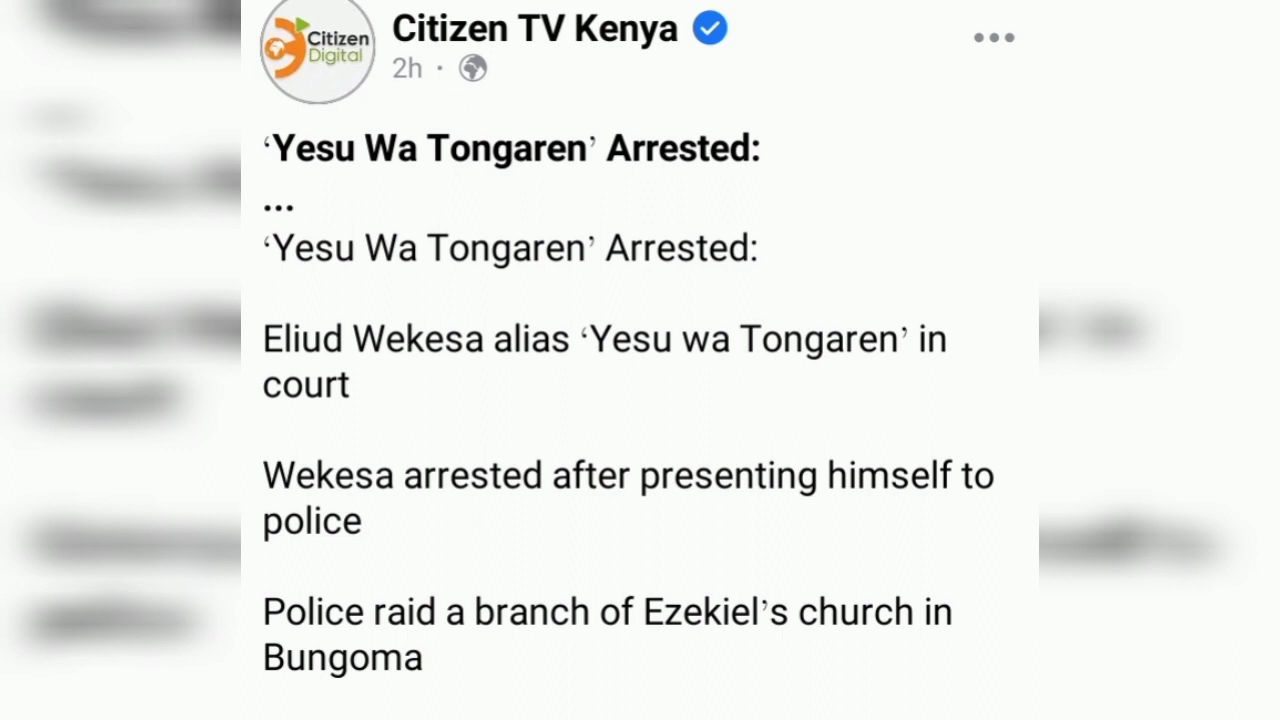 Citizen
Digital
Citizen TV Kenya
2h ·
‘Yesu Wa Tongaren’ Arrested:
...
‘Yesu Wa Tongaren’ Arrested:
Eliud Wekesa alias ‘Yesu wa Tongaren’ in
court
Wekesa arrested after presenting himself to
police
Police raid a branch of Ezekiel’s church in
Bungoma